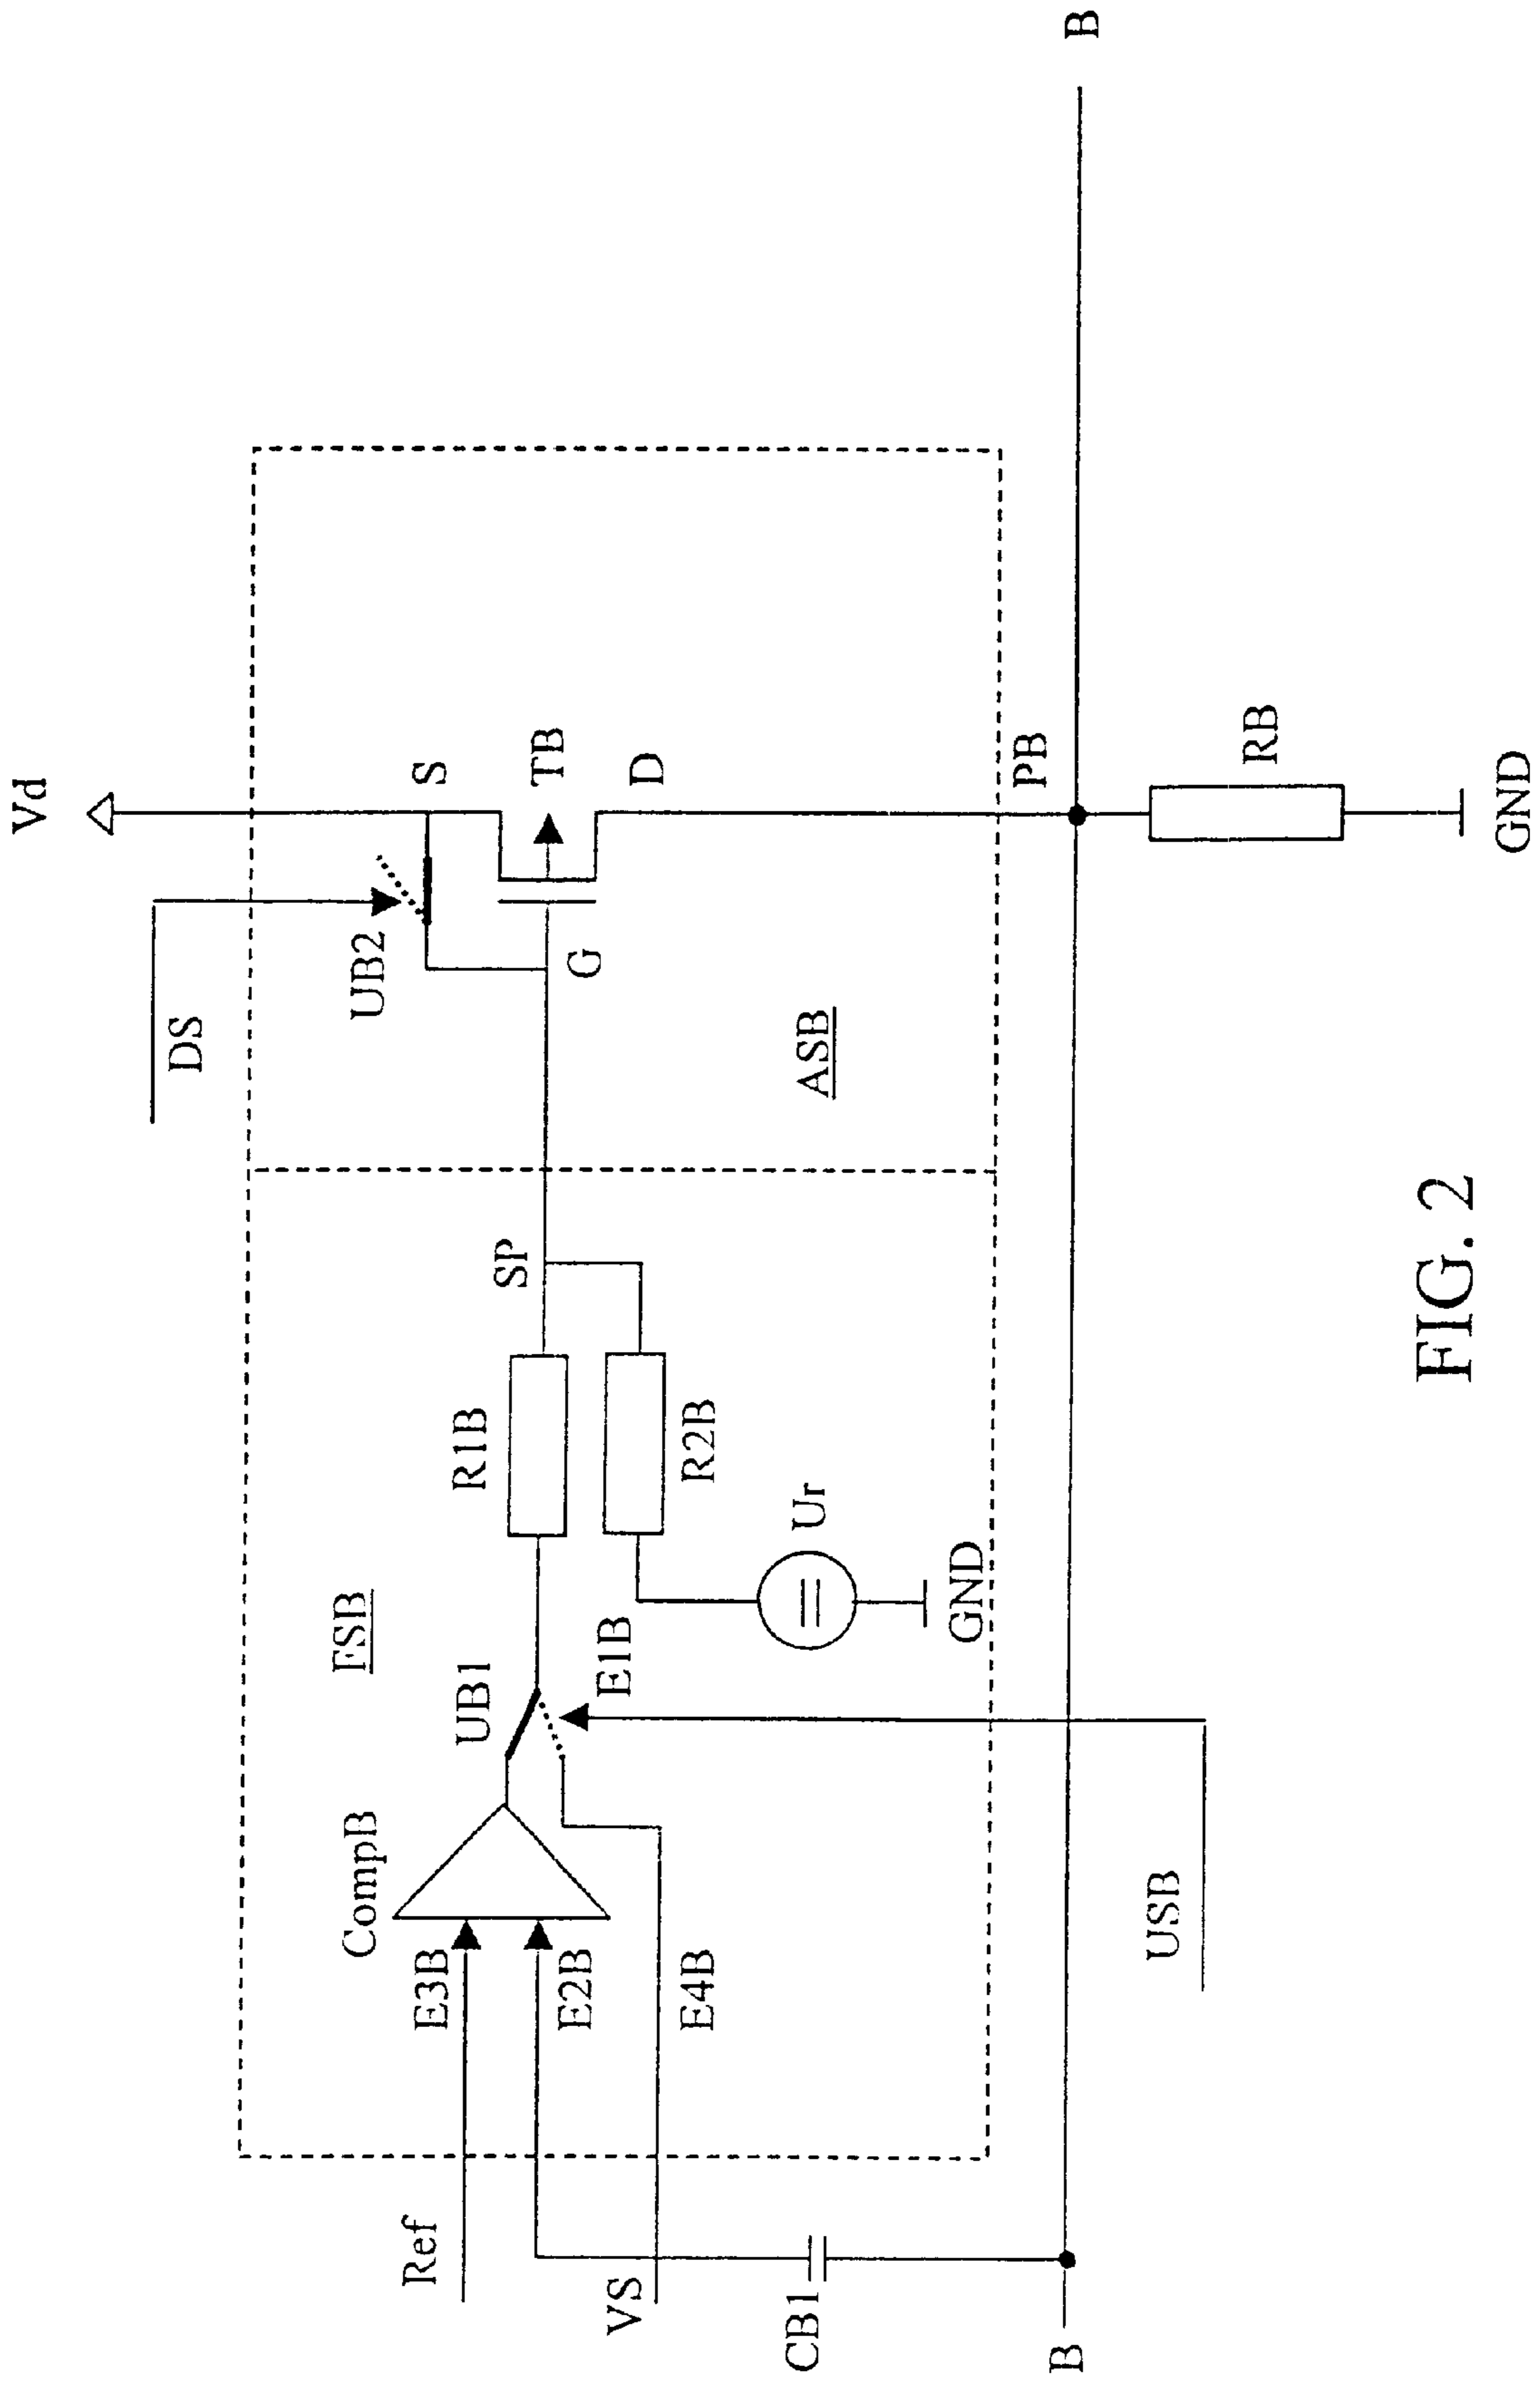 Vd
DS
UB2
S
TB
D
G
ASB
SP
R1B
R2B
Ur
GND
FSB
UB1
E1B
CompB
E3B
E2B
E4B
Ref
VS
CB1
B
USB
PB
B
RB
GND
FIG. 2